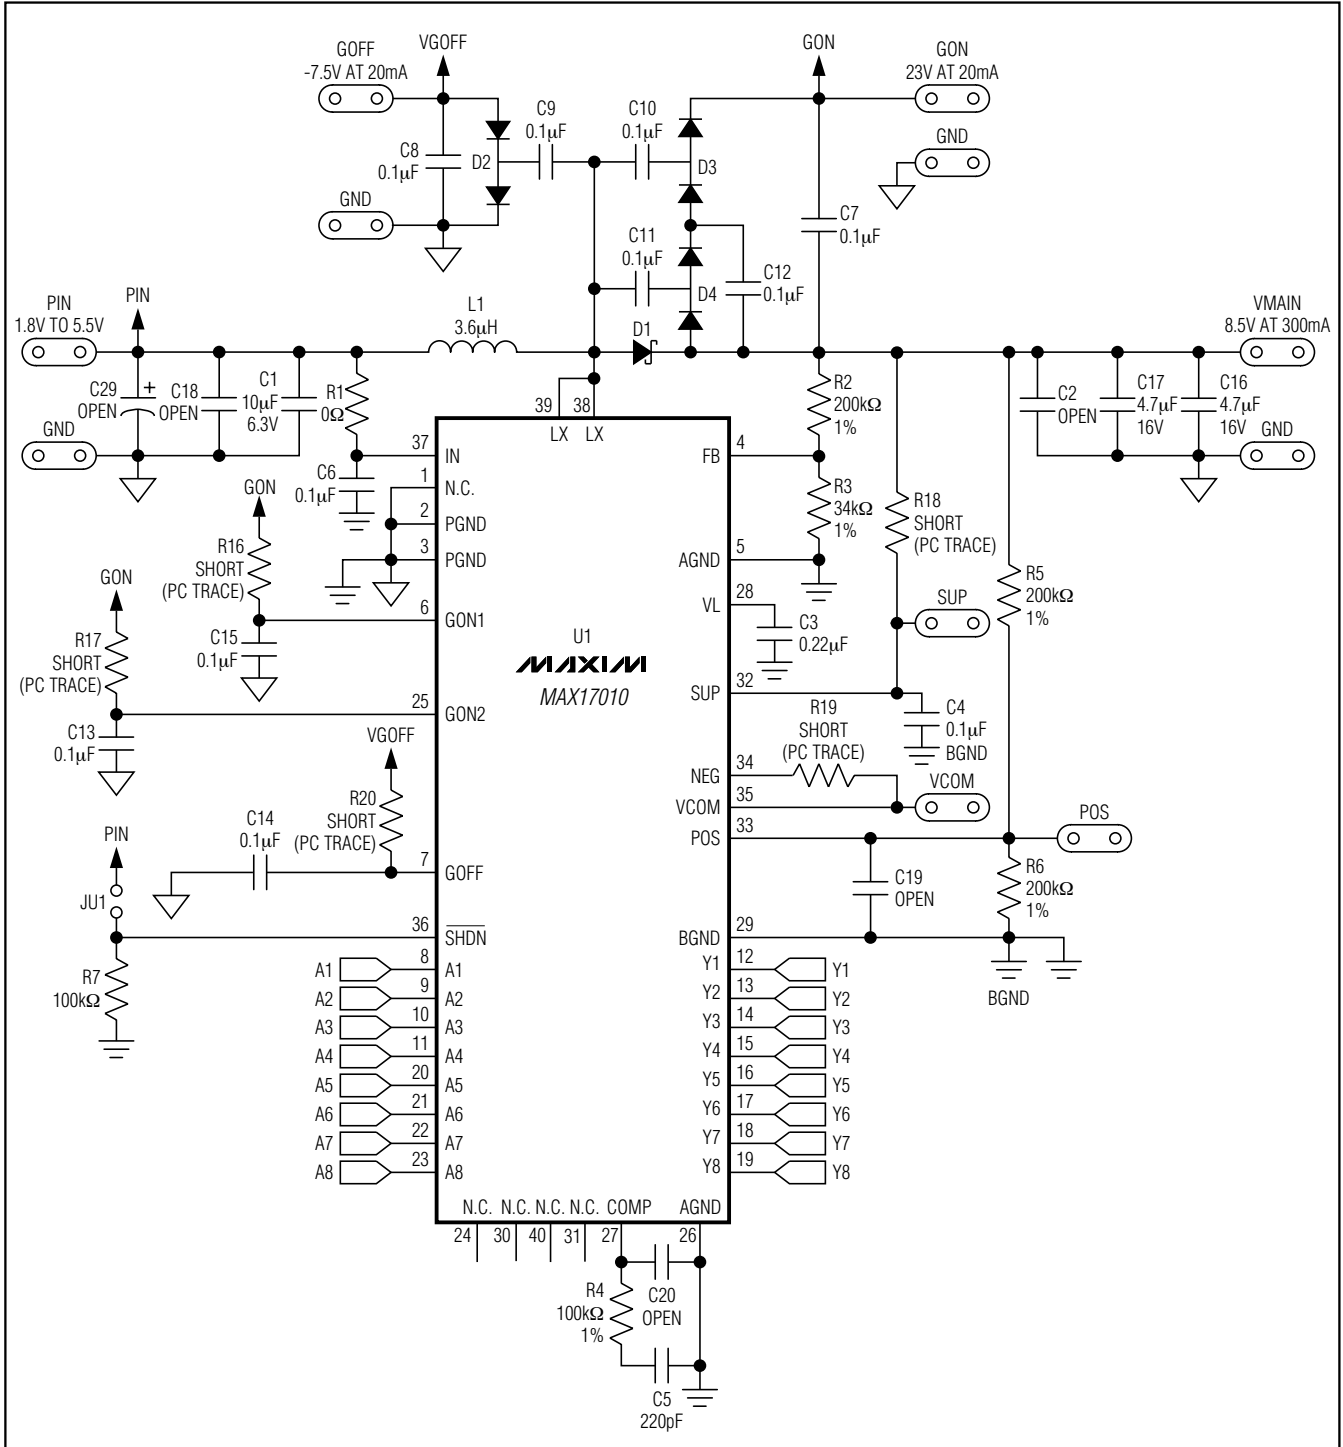 GOFF
-7.5V AT 20mA
VGOFF
GON
GON
23V AT 20mA
C9
0.1µF
C10
0.1µF
C8
0.1µF
D2
D3
GND
GND
C7
0.1µF
C11
0.1µF
C12
0.1µF
D4
PIN
1.8V TO 5.5V
PIN
L1
3.6µH
D1
VMAIN
8.5V AT 300mA
C29
OPEN
+
C18
OPEN
C1
10µF
6.3V
R1
0Ω
R2
200kΩ
1%
C2
OPEN
C17
4.7µF
16V
C16
4.7µF
16V
GND
GND
39
38
LX
LX
37
IN
4
FB
C6
0.1µF
1
N.C.
2
PGND
3
PGND
R3
34kΩ
1%
R18
SHORT
(PC TRACE)
5
AGND
GON
R16
SHORT
(PC TRACE)
28
VL
R5
200kΩ
1%
GON
6
GON1
C15
0.1µF
C3
0.22µF
SUP
R17
SHORT
(PC TRACE)
U1
MAXIM
MAX17010
32
SUP
25
GON2
C13
0.1µF
VGOFF
R19
SHORT
(PC TRACE)
C4
0.1µF
BGND
34
NEG
VCOM
35
VCOM
R20
SHORT
(PC TRACE)
C14
0.1µF
PIN
33
POS
POS
7
GOFF
C19
OPEN
R6
200kΩ
1%
JU1
36
SHDN
29
BGND
BGND
R7
100kΩ
A1
8
A1
Y1
12
Y1
A2
9
A2
Y2
13
Y2
A3
10
A3
Y3
14
Y3
A4
11
A4
Y4
15
Y4
A5
20
A5
Y5
16
Y5
A6
21
A6
Y6
17
Y6
A7
22
A7
Y7
18
Y7
A8
23
A8
Y8
19
Y8
N.C. N.C. N.C. N.C. COMP AGND
24 30 40 31 27 26
R4
100kΩ
1%
C20
OPEN
C5
220pF